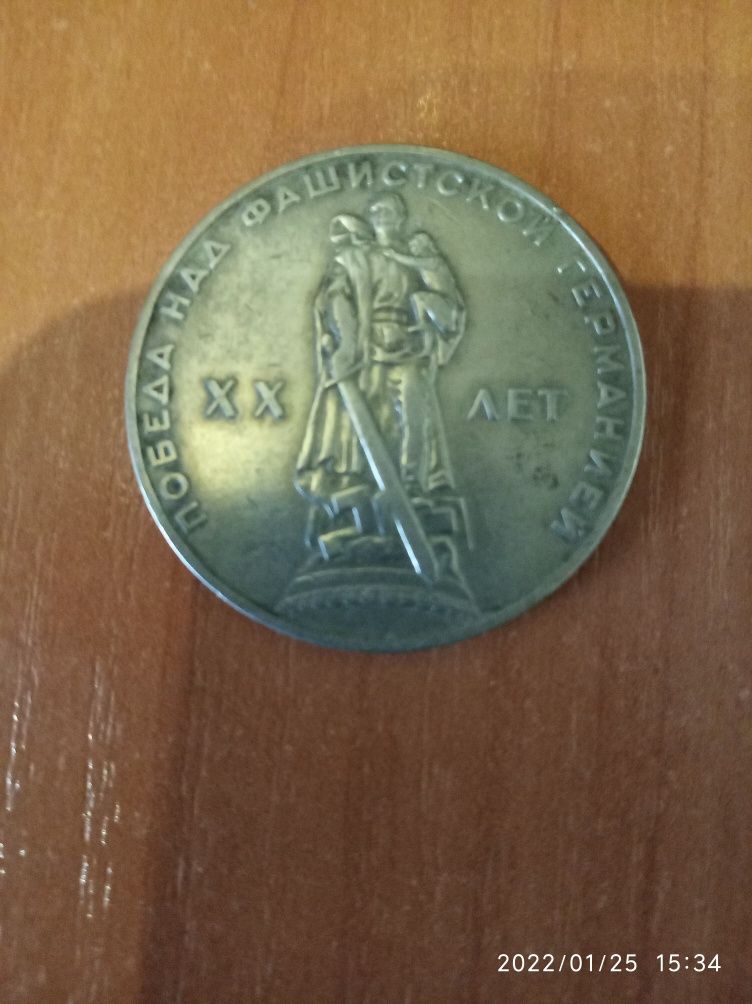 ПОБЕДА НАД ФАШИСТСКОЙ ГЕРМАНИЕЙ
XX ЛЕТ
2022/01/25 15:34